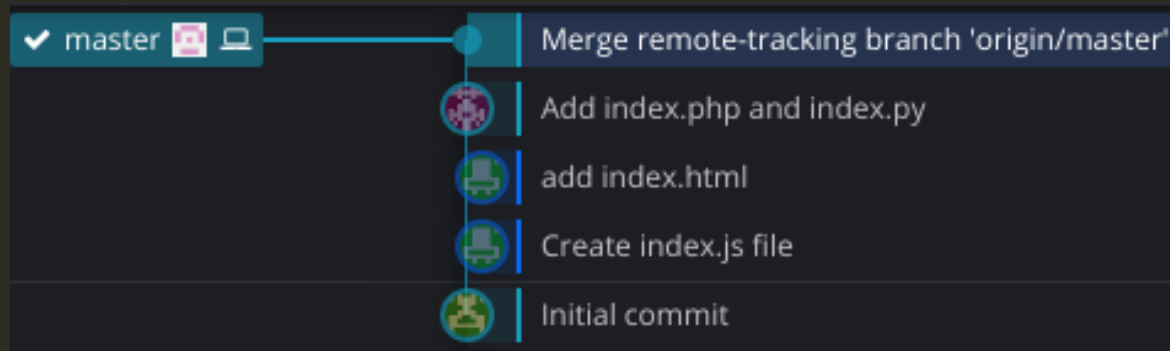 master
Merge remote-tracking branch 'origin/master'
Add index.php and index.py
add index.html
Create index.js file
Initial commit